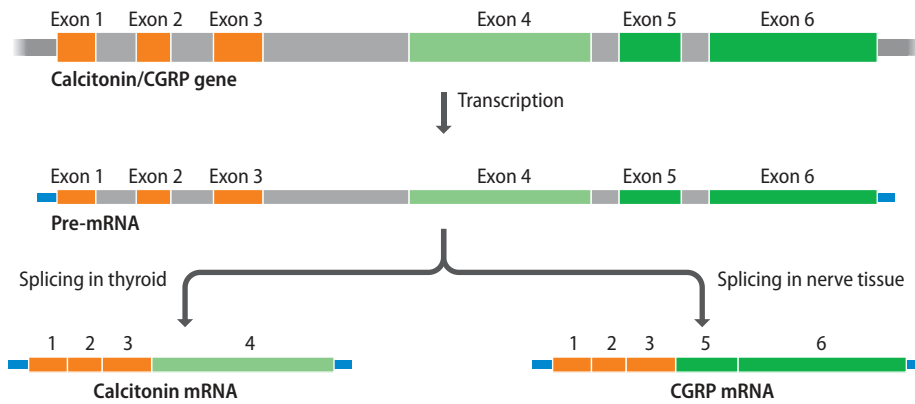 Exon 1 Exon 2 Exon 3 Exon 4 Exon 5 Exon 6
Calcitonin/CGRP gene
Transcription
Exon 1 Exon 2 Exon 3 Exon 4 Exon 5 Exon 6
Pre-mRNA
Splicing in thyroid Splicing in nerve tissue
1 2 3 4 1 2 3 5 6
Calcitonin mRNA CGRP mRNA